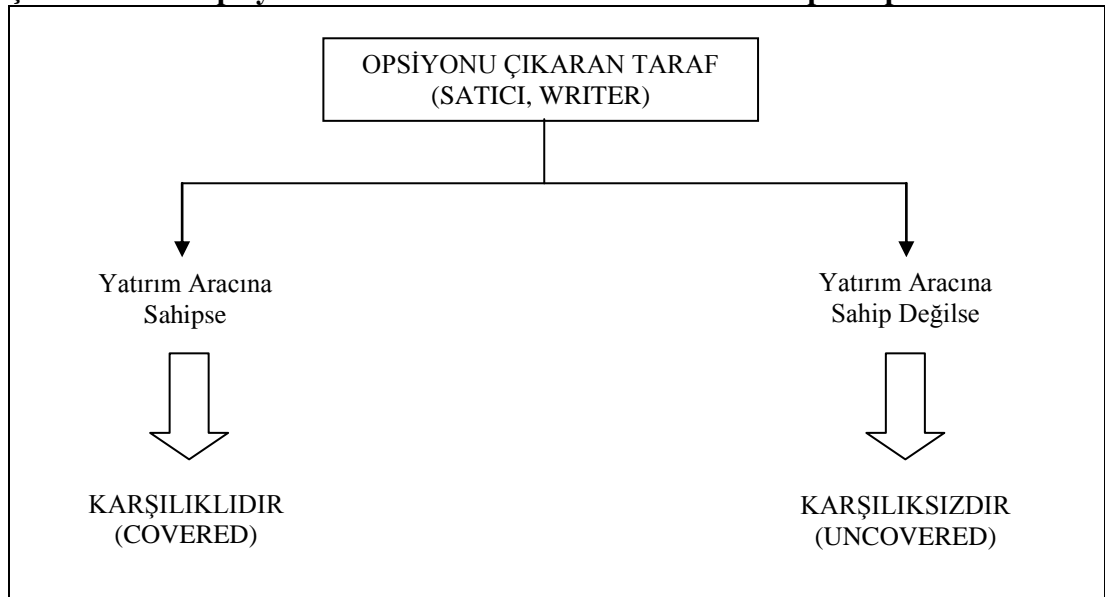 OPSİYONU ÇIKARAN TARAF
(SATICI, WRITER)
Yatırım Aracına
Sahipse
Yatırım Aracına
Sahip Değilse
KARŞILIKLIDIR
(COVERED)
KARŞILIKSIZDIR
(UNCOVERED)